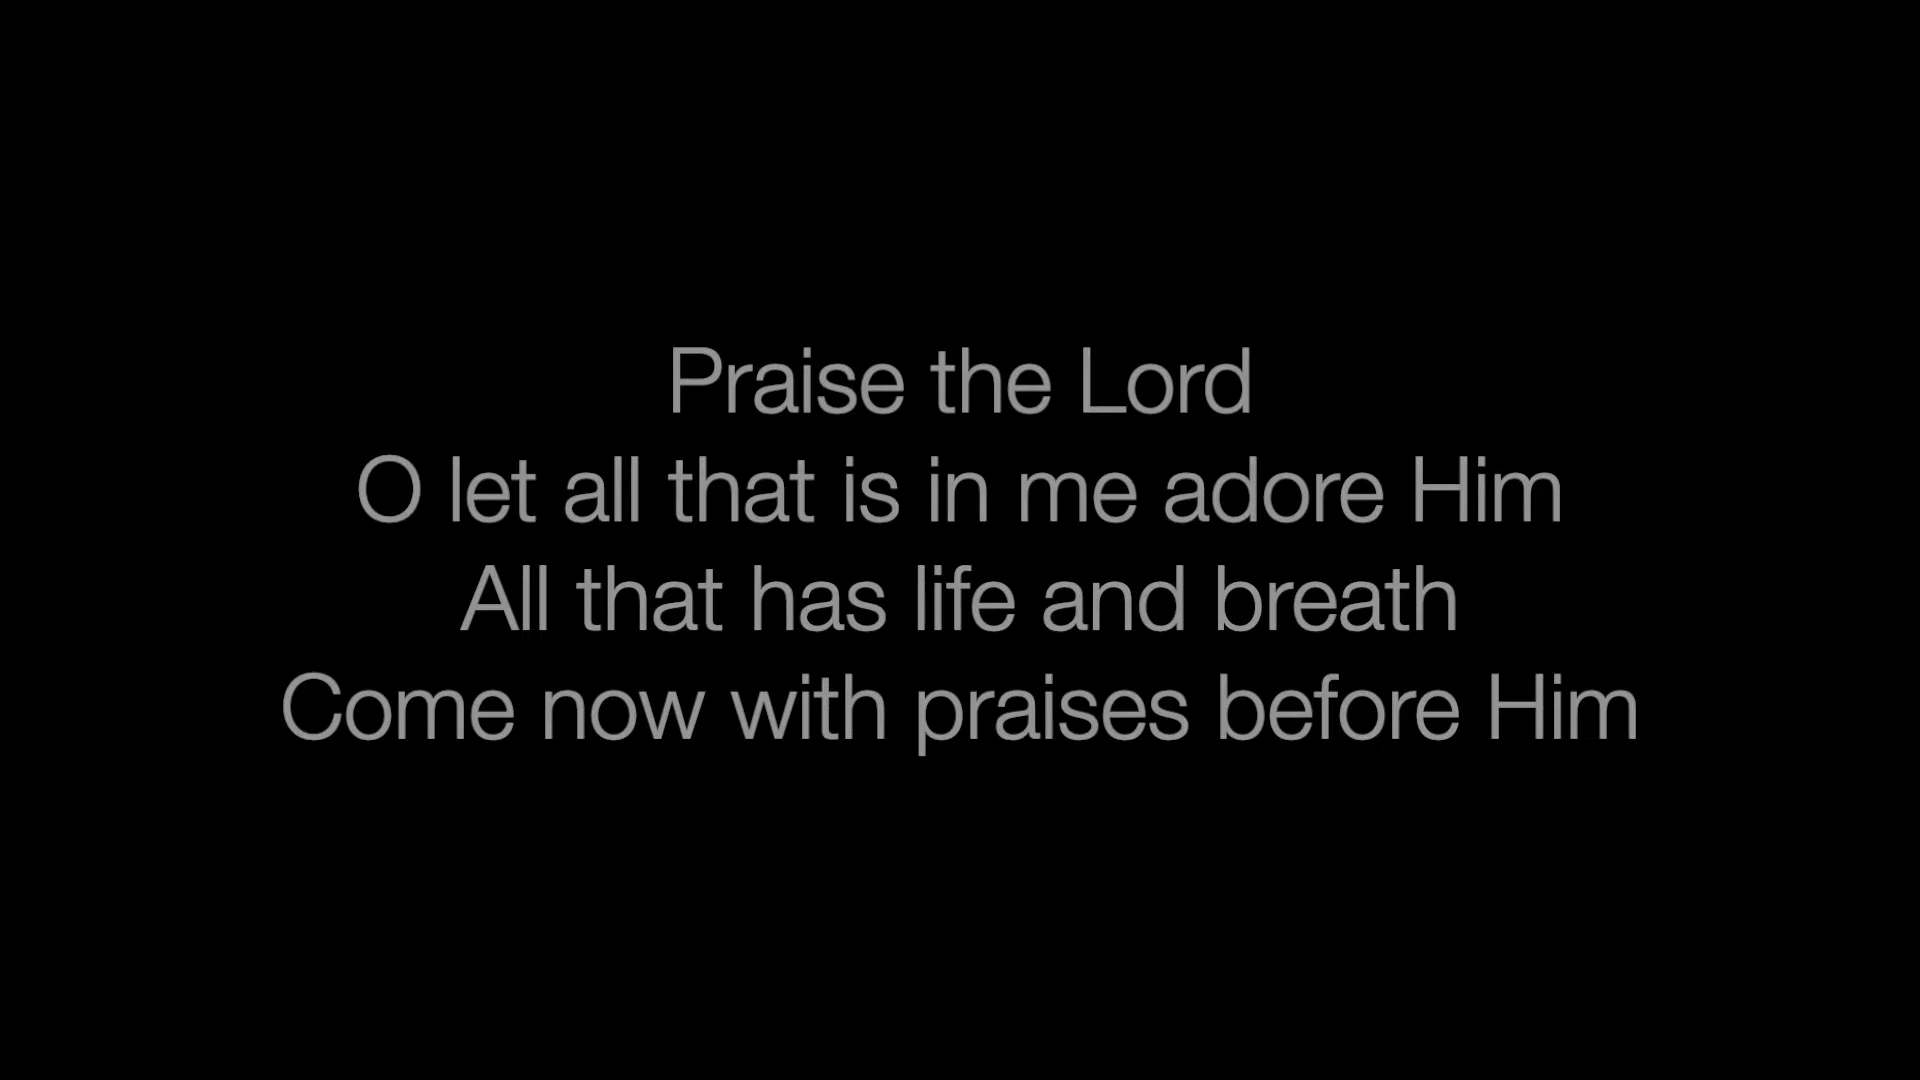 Praise the Lord
O let all that is in me adore Him
All that has life and breath
Come now with praises before Him